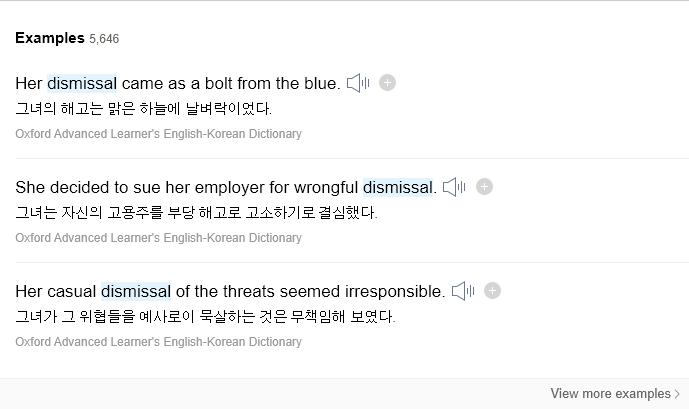 Examples 5,646
Her dismissal came as a bolt from the blue.
그녀의 해고는 맑은 하늘에 날벼락이었다.
Oxford Advanced Learner's English-Korean Dictionary
She decided to sue her employer for wrongful dismissal.
그녀는 자신의 고용주를 부당 해고로 고소하기로 결심했다.
Oxford Advanced Learner's English-Korean Dictionary
Her casual dismissal of the threats seemed irresponsible.
그녀가 그 위협들을 예사로이 묵살하는 것은 무책임해 보였다.
Oxford Advanced Learner's English-Korean Dictionary
View more examples